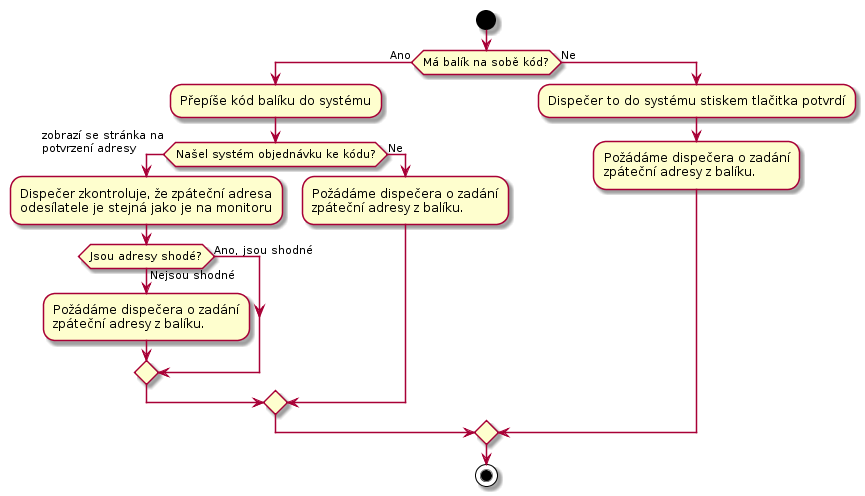 Má balík na sobě kód?
Ano
Ne
Přepíše kód balíku do systému
Dispečer to do systému stiskem tlačitka potvrdí
zobrazí se stránka na
potvrzení adresy
Našel systém objednávku ke kódu?
Ne
Požádáme dispečera o zadání
zpáteční adresy z balíku.
Dispečer zkontroluje, že zpáteční adresa
odesílatele je stejná jako je na monitoru
Požádáme dispečera o zadání
zpáteční adresy z balíku.
Jsou adresy shodé?
Ano, jsou shodné
Nejsou shodné
Požádáme dispečera o zadání
zpáteční adresy z balíku.